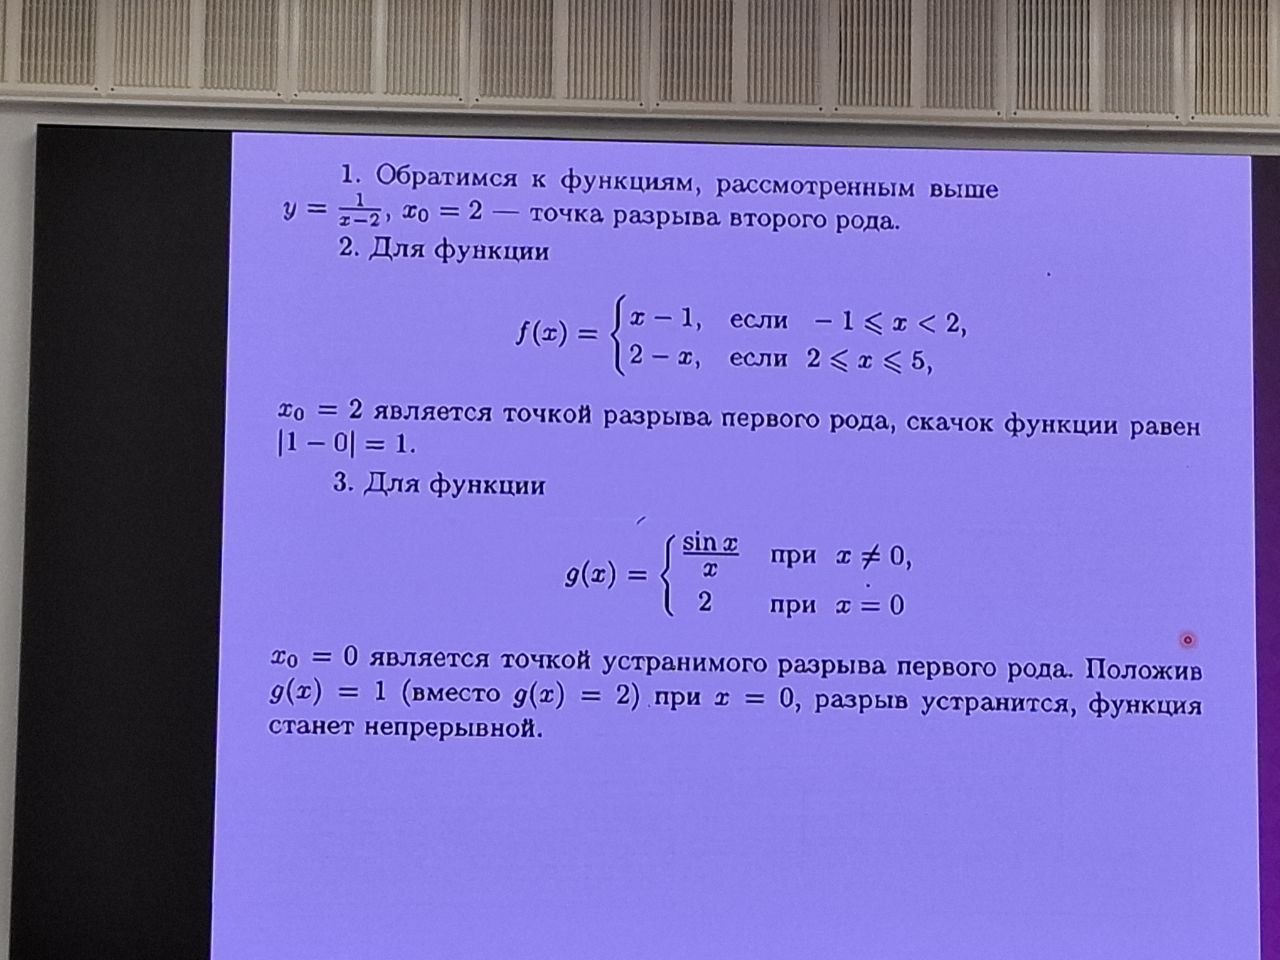 1. Обратимся к функциям, рассмотренным выше
y = 1/(x−2), x₀ = 2 — точка разрыва второго рода.
2. Для функции
f(x) = { x − 1, если − 1 ⩽ x < 2,
2 − x, если 2 ⩽ x ⩽ 5,
x₀ = 2 является точкой разрыва первого рода, скачок функции равен
|1 − 0| = 1.
3. Для функции
g(x) = { sin x / x при x ≠ 0,
2 при x = 0
x₀ = 0 является точкой устранимого разрыва первого рода. Положив
g(x) = 1 (вместо g(x) = 2) при x = 0, разрыв устранится, функция
станет непрерывной.